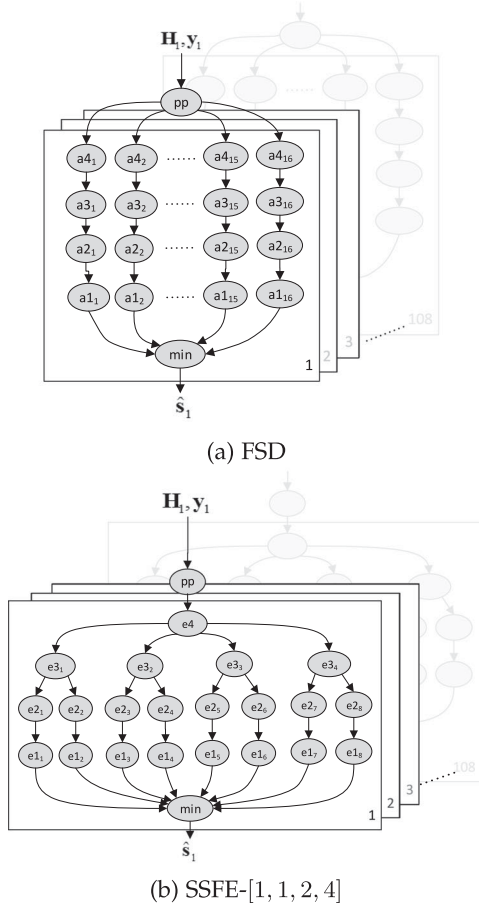 H₁,y₁
pp
a4₁ a4₂ ...... a4₁₅ a4₁₆
a3₁ a3₂ ...... a3₁₅ a3₁₆
a2₁ a2₂ ...... a2₁₅ a2₁₆
a1₁ a1₂ ...... a1₁₅ a1₁₆
min
1 2 3 ........ 108
ŝ₁
(a) FSD
H₁,y₁
pp
e4
e3₁ e3₂ e3₃ e3₄
e2₁ e2₂ e2₃ e2₄ e2₅ e2₆ e2₇ e2₈
e1₁ e1₂ e1₃ e1₄ e1₅ e1₆ e1₇ e1₈
min
1 2 3 ........ 108
ŝ₁
(b) SSFE-[1, 1, 2, 4]